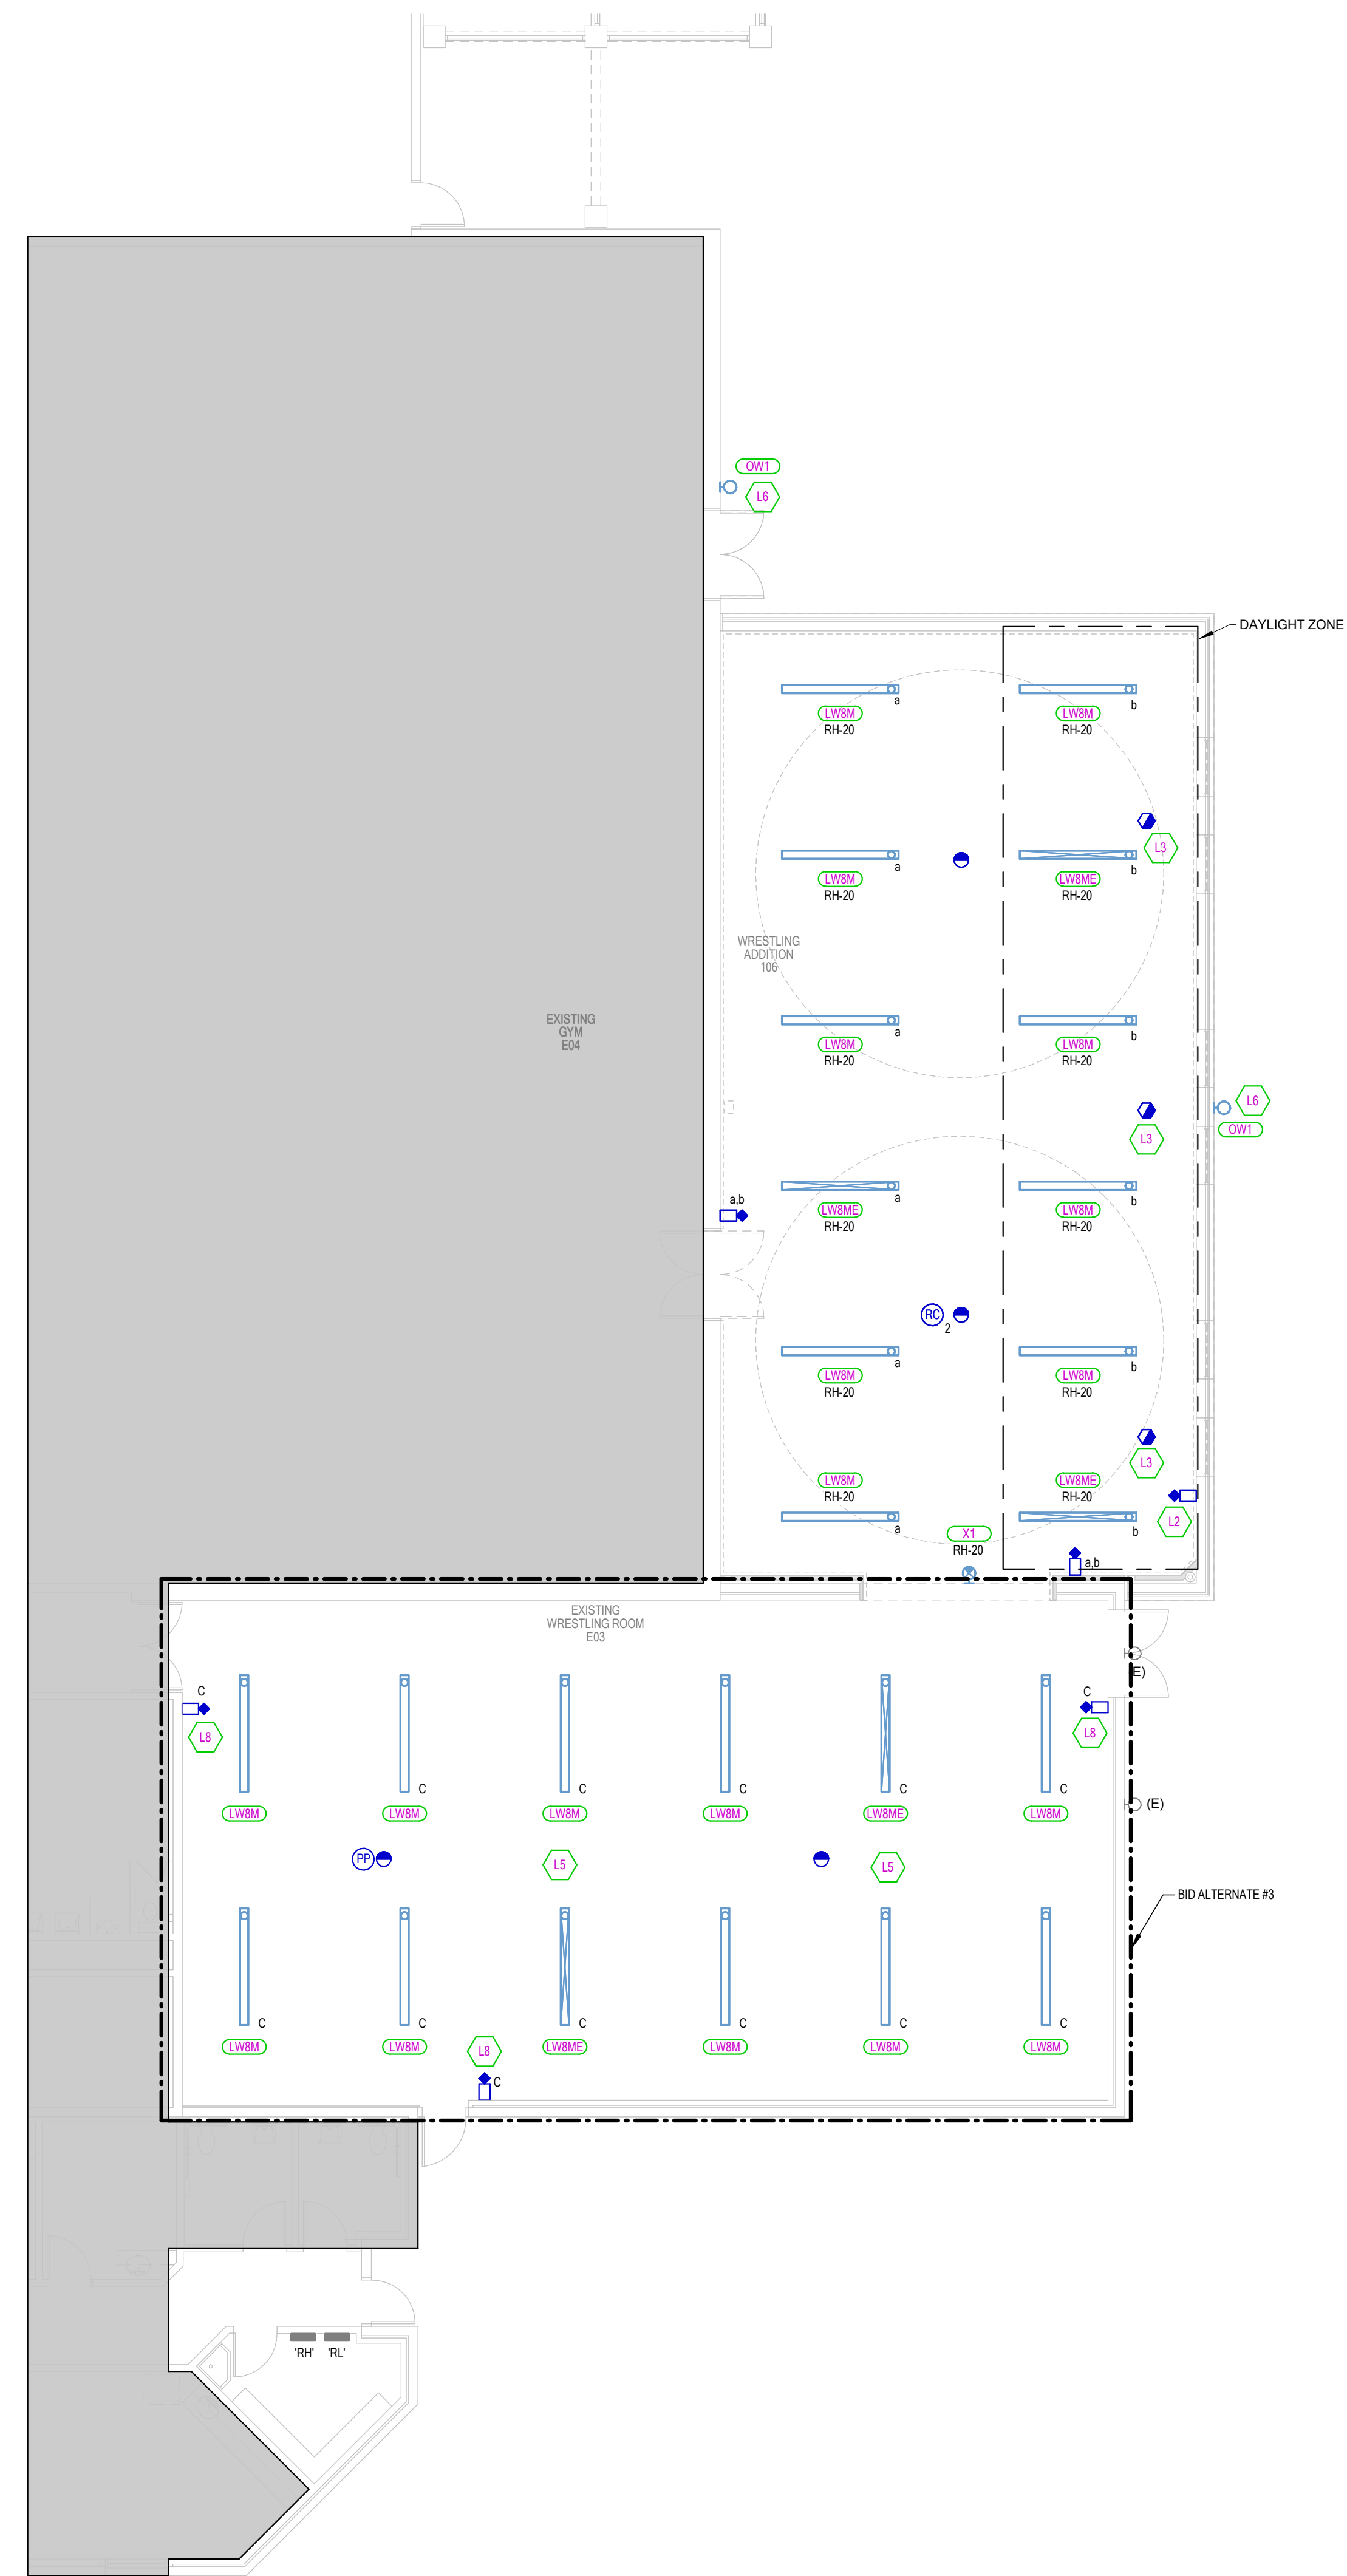 OW1
L6
DAYLIGHT ZONE
a
b
LW8M
LW8M
RH-20
RH-20
L3
a
b
LW8M
LW8ME
RH-20
RH-20
WRESTLING
ADDITION
106
EXISTING
GYM
E04
a
b
LW8M
LW8M
RH-20
RH-20
L6
OW1
L3
a,b
a
b
LW8ME
LW8M
RH-20
RH-20
RC
2
a
b
LW8M
LW8M
RH-20
RH-20
L3
LW8M
LW8ME
RH-20
RH-20
L2
a
b
X1
RH-20
a,b
EXISTING
WRESTLING ROOM
E03
E)
C
C
L8
L8
C
C
C
C
C
(E)
LW8M
LW8M
LW8M
LW8M
LW8ME
LW8M
PP
L5
L5
BID ALTERNATE #3
C
C
C
C
C
C
LW8M
LW8M
LW8ME
LW8M
LW8M
LW8M
L8
C
'RH'
'RL'